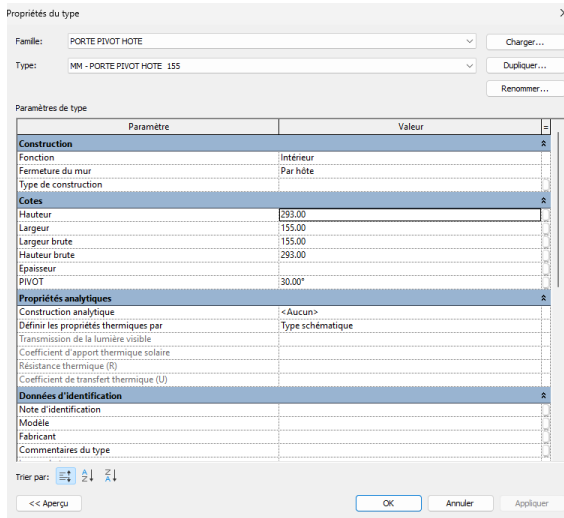 Propriétés du type
Famille: PORTE PIVOT HOTE Charger...
Type: MM - PORTE PIVOT HOTE 155 Dupliquer...
Renommer...
Paramètres de type
Paramètre Valeur =
Construction
Fonction Intérieur
Fermeture du mur Par hôte
Type de construction
Cotes
Hauteur 293.00
Largeur 155.00
Largeur brute 155.00
Hauteur brute 293.00
Epaisseur
PIVOT 30.00°
Propriétés analytiques
Construction analytique <Aucun>
Définir les propriétés thermiques par Type schématique
Transmission de la lumière visible
Coefficient d'apport thermique solaire
Résistance thermique (R)
Coefficient de transfert thermique (U)
Données d'identification
Note d'identification
Modèle
Fabricant
Commentaires du type
Trier par:
<< Aperçu OK Annuler Appliquer